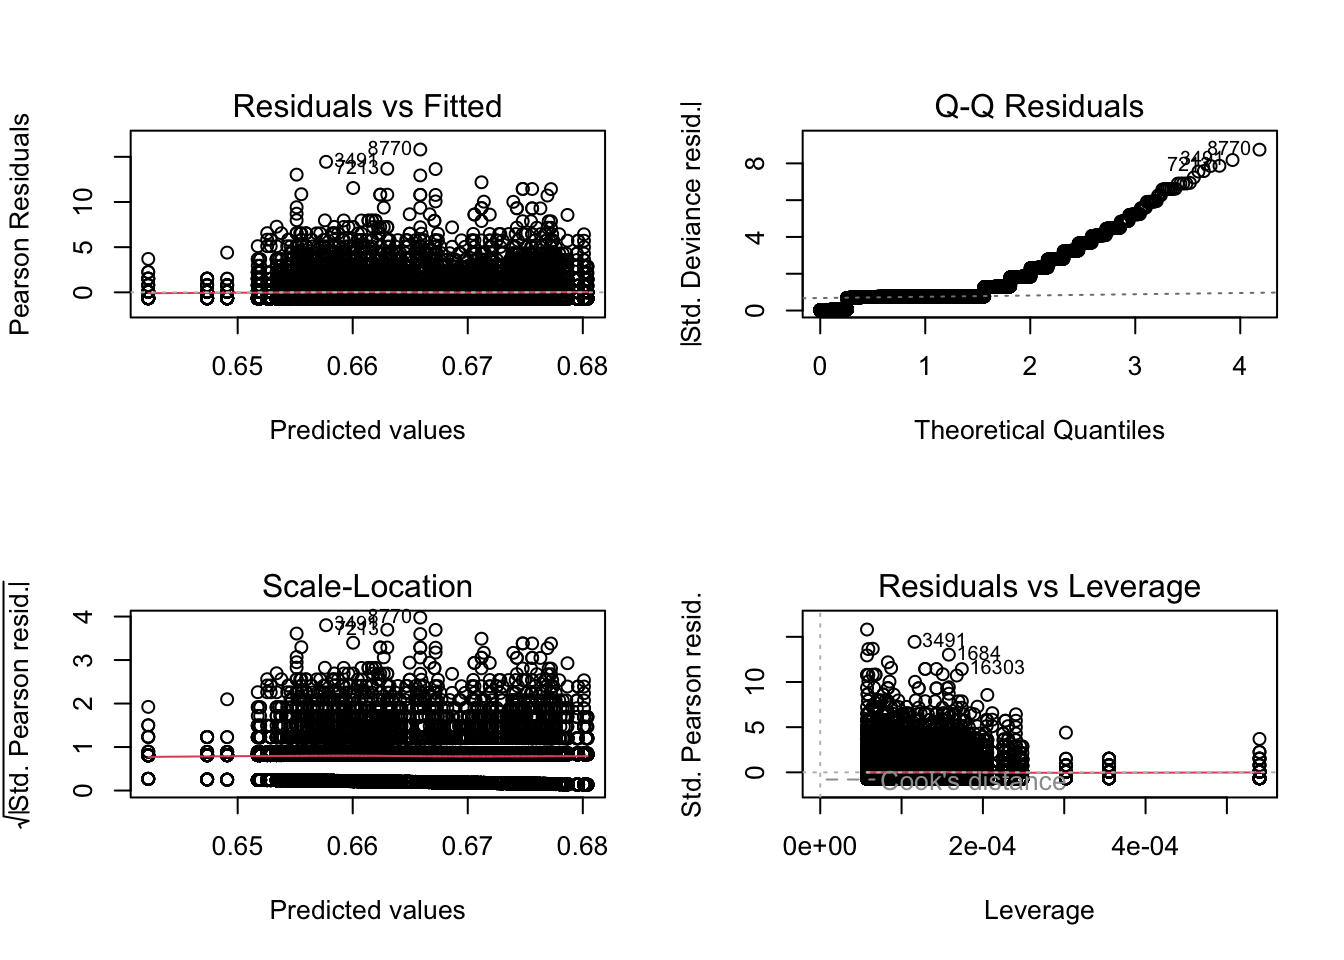 Residuals vs Fitted
Pearson Residuals
10
5
0
8770
3491
7213
0.65 0.66 0.67 0.68
Predicted values
Q-Q Residuals
|Std. Deviance resid.|
8
4
0
8770
3491
7213
0 1 2 3 4
Theoretical Quantiles
Scale-Location
√|Std. Pearson resid.|
4
3
2
1
0
8770
3491
7213
0.65 0.66 0.67 0.68
Predicted values
Residuals vs Leverage
Std. Pearson resid.
10
5
0
3491
1684
16303
Cook's distance
0e+00 2e-04 4e-04
Leverage